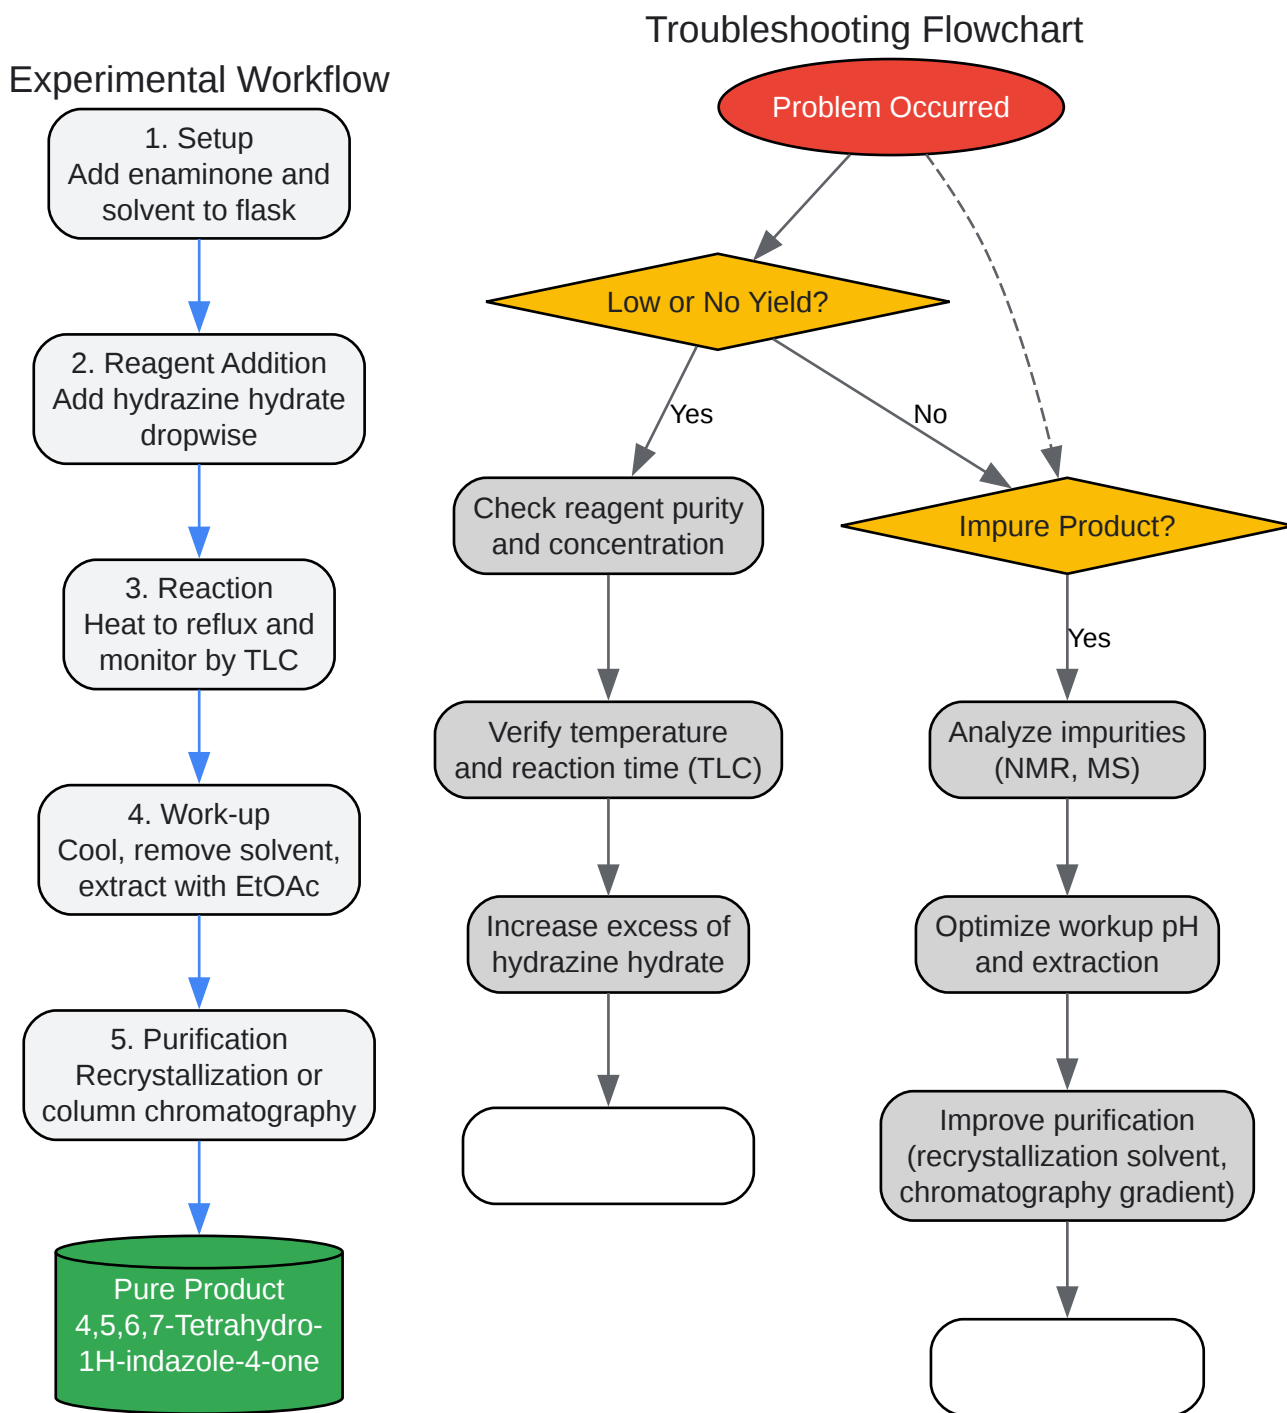 Experimental Workflow
1. Setup
Add enaminone and
solvent to flask
2. Reagent Addition
Add hydrazine hydrate
dropwise
3. Reaction
Heat to reflux and
monitor by TLC
4. Work-up
Cool, remove solvent,
extract with EtOAc
5. Purification
Recrystallization or
column chromatography
Pure Product
4,5,6,7-Tetrahydro-
1H-indazole-4-one
Troubleshooting Flowchart
Problem Occurred
Low or No Yield?
Yes
No
Check reagent purity
and concentration
Verify temperature
and reaction time (TLC)
Increase excess of
hydrazine hydrate
Impure Product?
Yes
Analyze impurities
(NMR, MS)
Optimize workup pH
and extraction
Improve purification
(recrystallization solvent,
chromatography gradient)